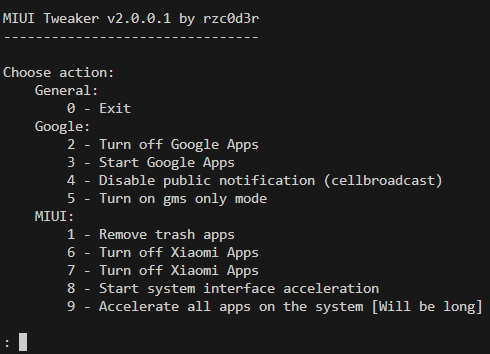 MIUI Tweaker v2.0.0.1 by rzc0d3r
--------------------------------
Choose action:
General:
0 - Exit
Google:
2 - Turn off Google Apps
3 - Start Google Apps
4 - Disable public notification (cellbroadcast)
5 - Turn on gms only mode
MIUI:
1 - Remove trash apps
6 - Turn off Xiaomi Apps
7 - Turn off Xiaomi Apps
8 - Start system interface acceleration
9 - Accelerate all apps on the system [Will be long]
: